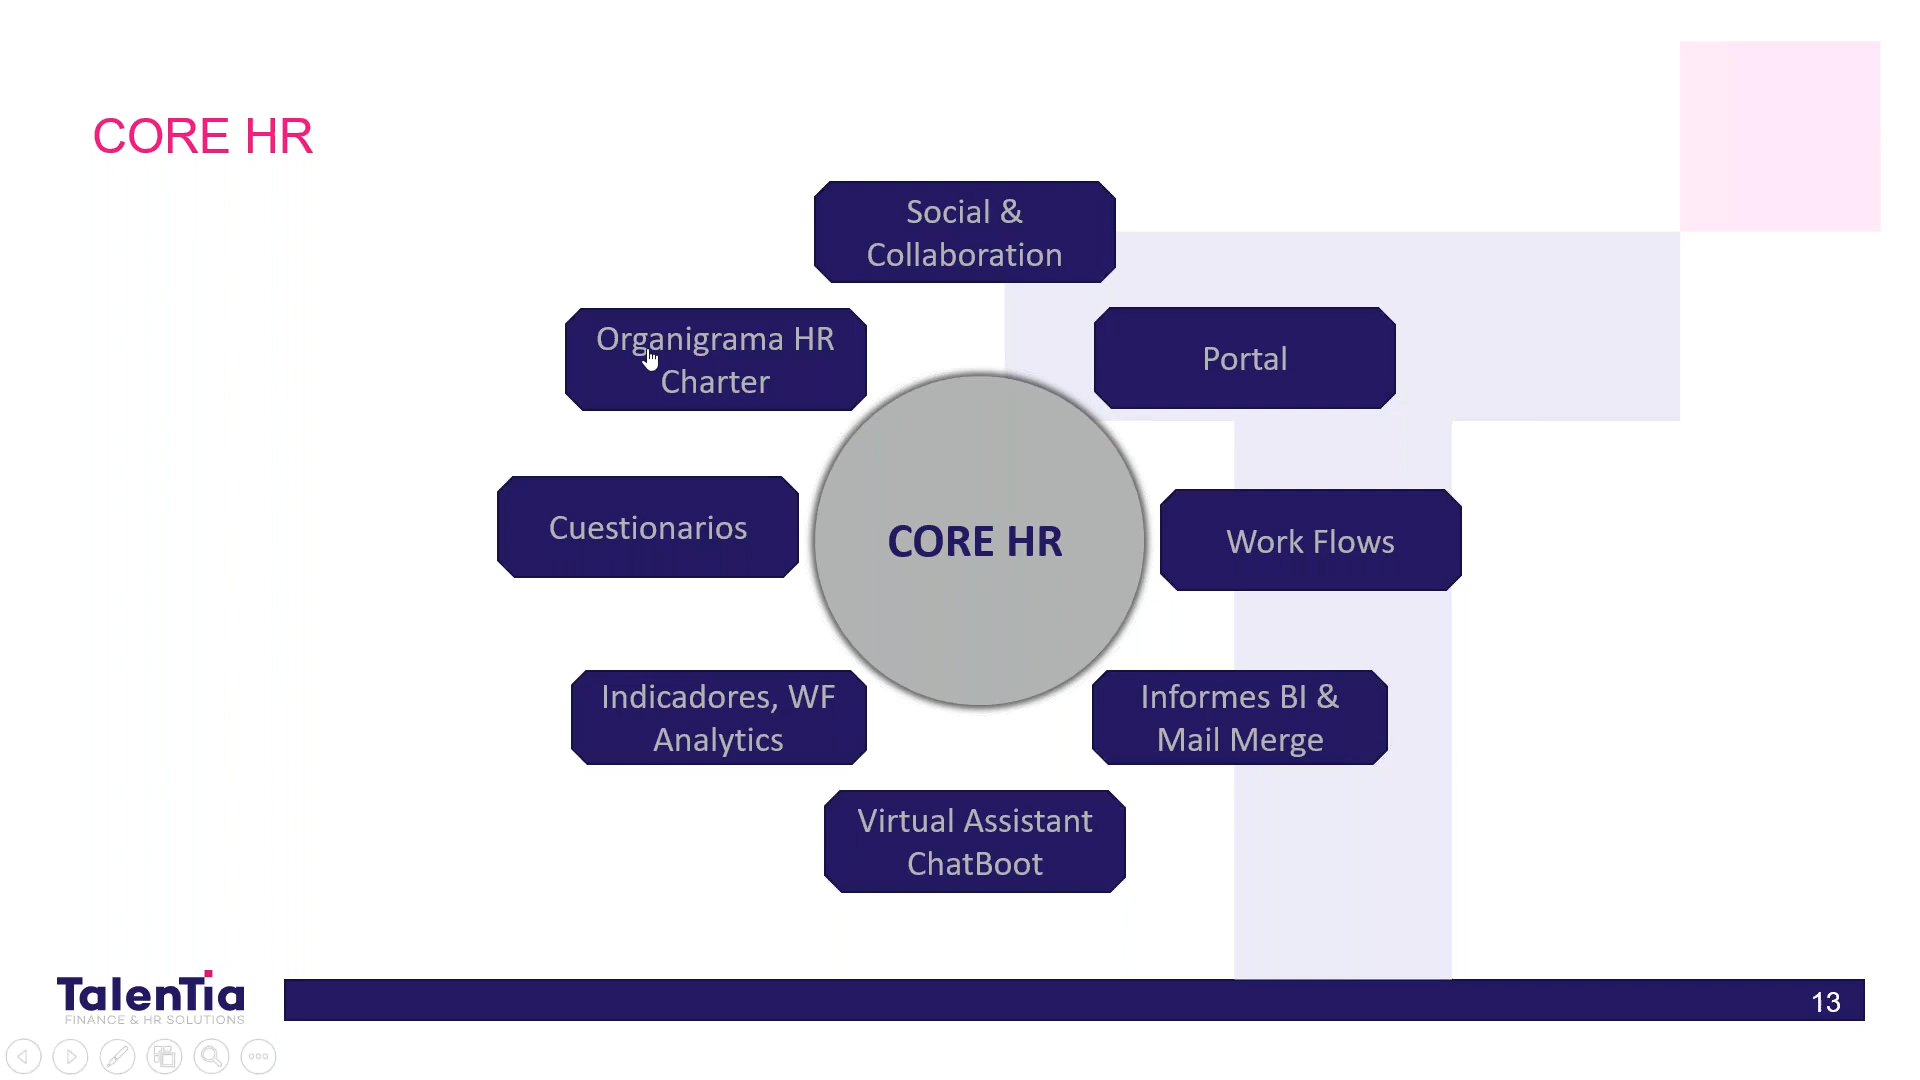 CORE HR
Social &
Collaboration
Organigrama HR
Charter
Portal
Cuestionarios
CORE HR
Work Flows
Indicadores, WF
Analytics
Informes BI &
Mail Merge
Virtual Assistant
ChatBoot
TalenTia
FINANCE & HR SOLUTIONS
13